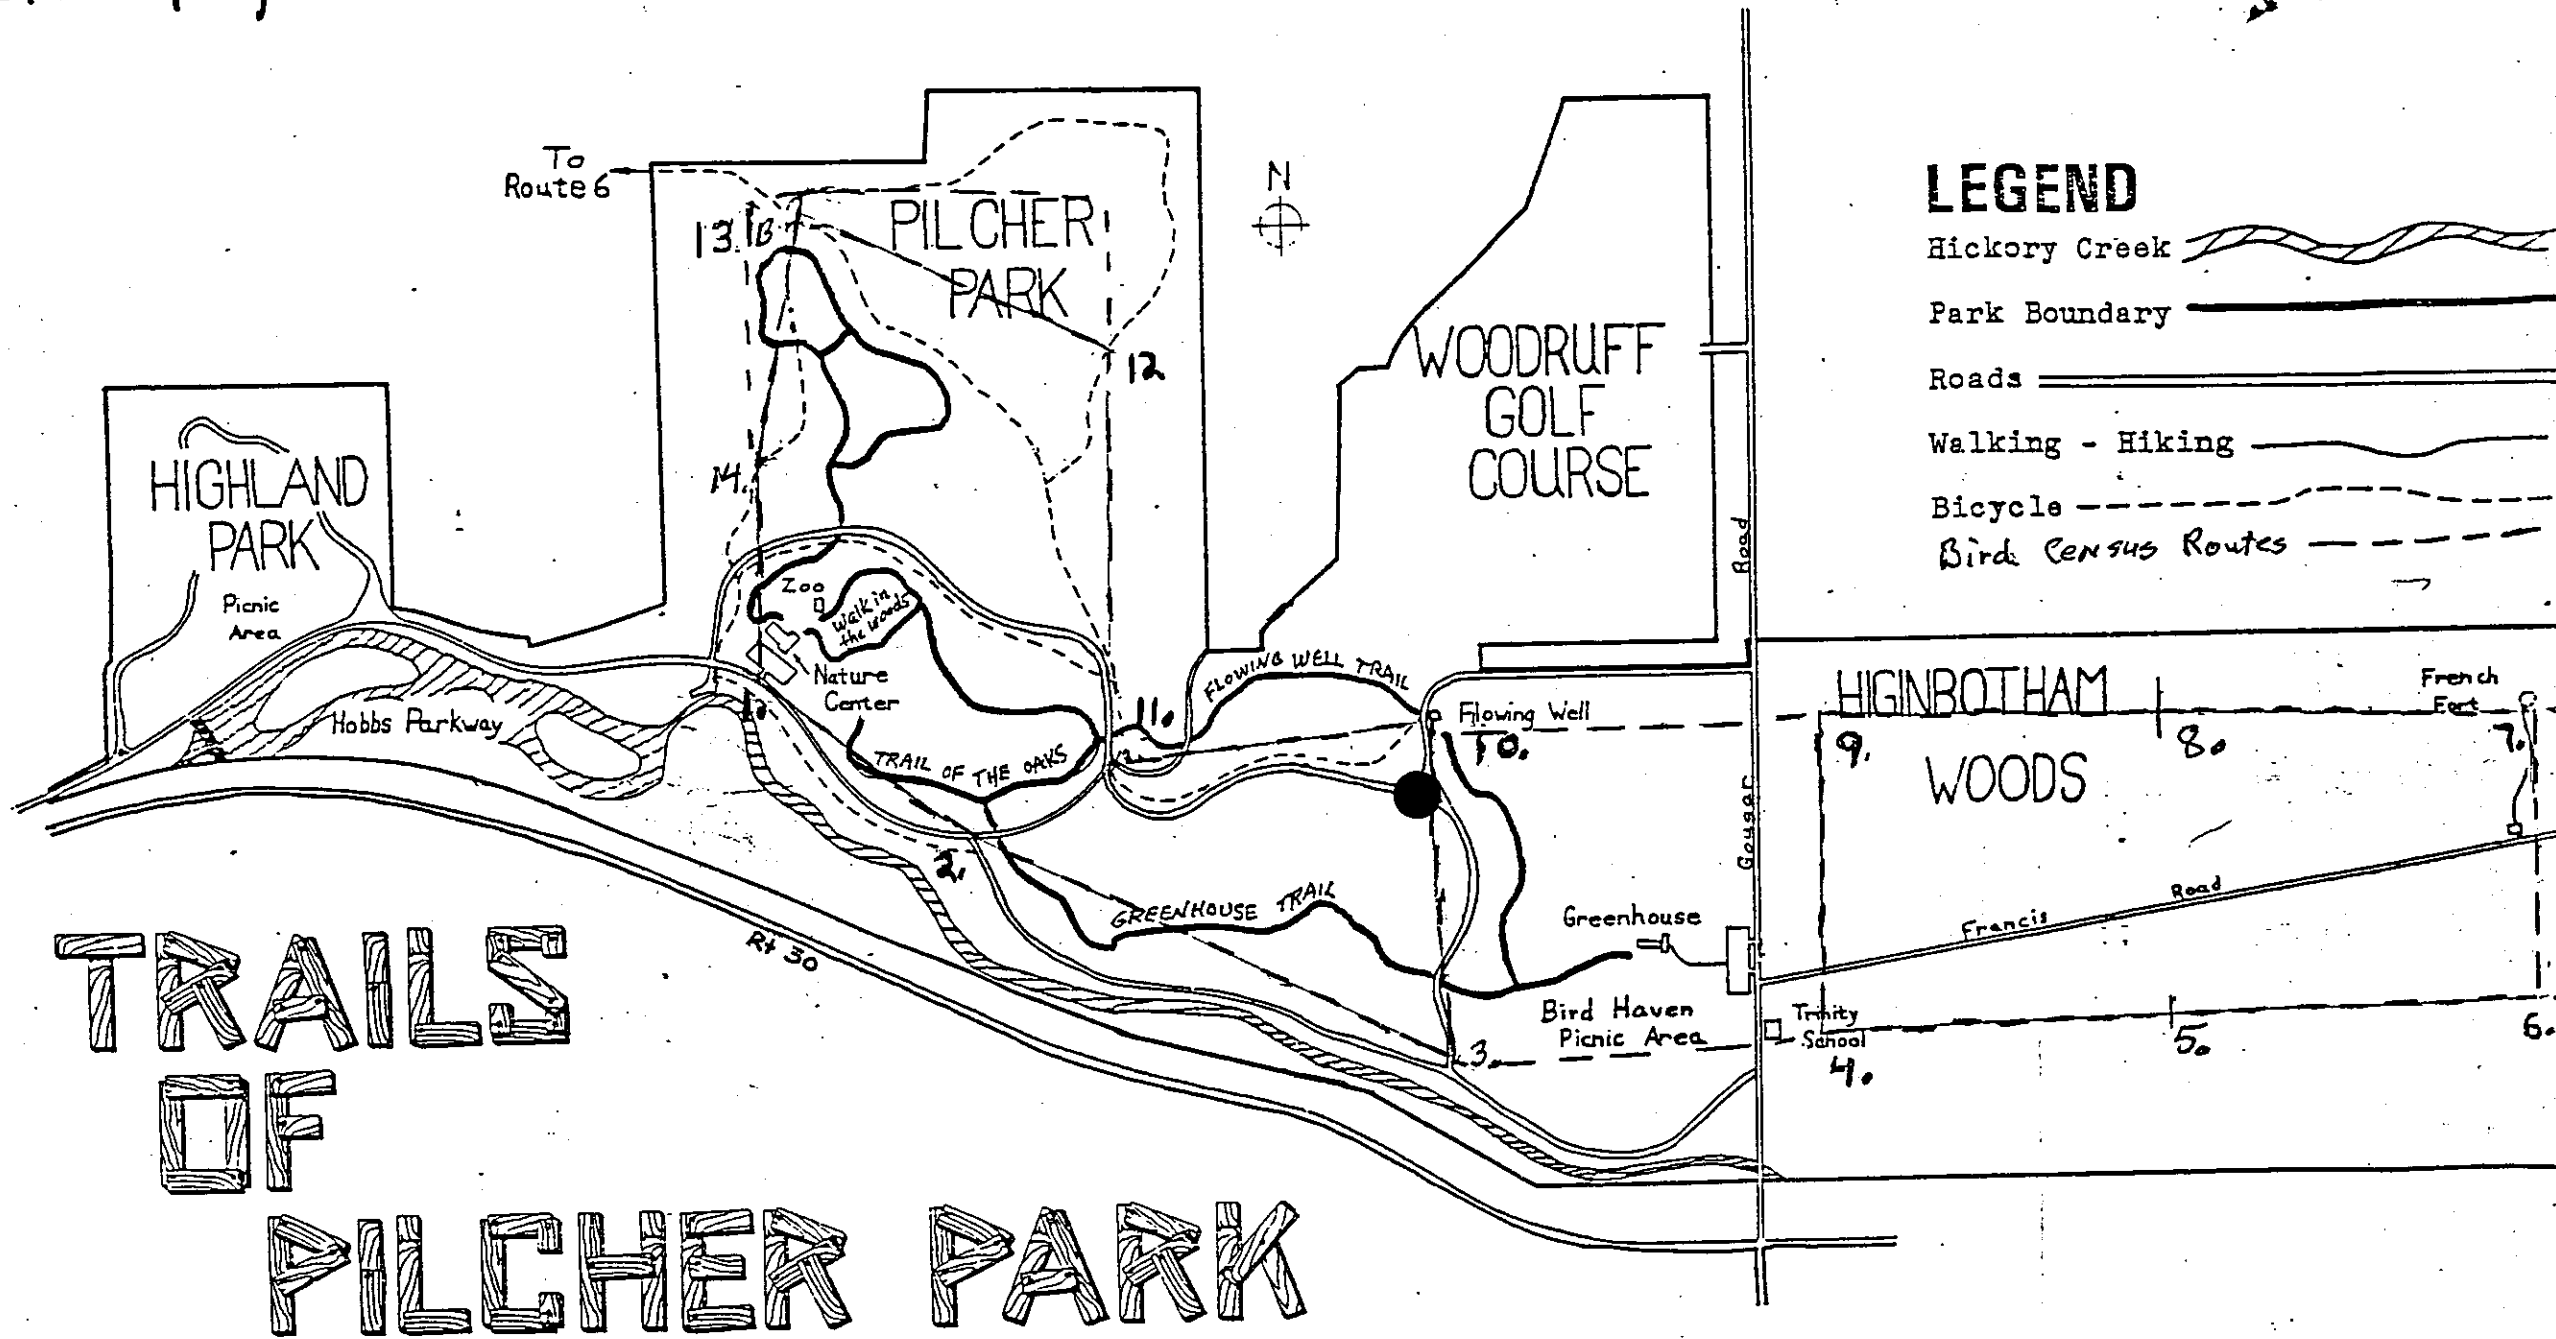 To
Route 6
N
PILCHER
PARK
13.
B
12.
14.
HIGHLAND
PARK
Picnic
Area
WOODRUFF
GOLF
COURSE
LEGEND
Hickory Creek
Park Boundary
Roads
Walking - Hiking
Bicycle
Bird Census Routes
Road
Gougar
Zoo
Walk in
the woods
Nature
Center
Hobbs Parkway
TRAIL OF THE OAKS
11.
FLOWING WELL TRAIL
Flowing Well
10.
HIGINBOTHAM
WOODS
French
Fort
9.
8.
7.
2.
GREENHOUSE TRAIL
Greenhouse
Francis Road
Rt 30
Bird Haven
Picnic Area
3.
Trinity
School
4.
5.
6.
TRAILS
OF
PILCHER PARK